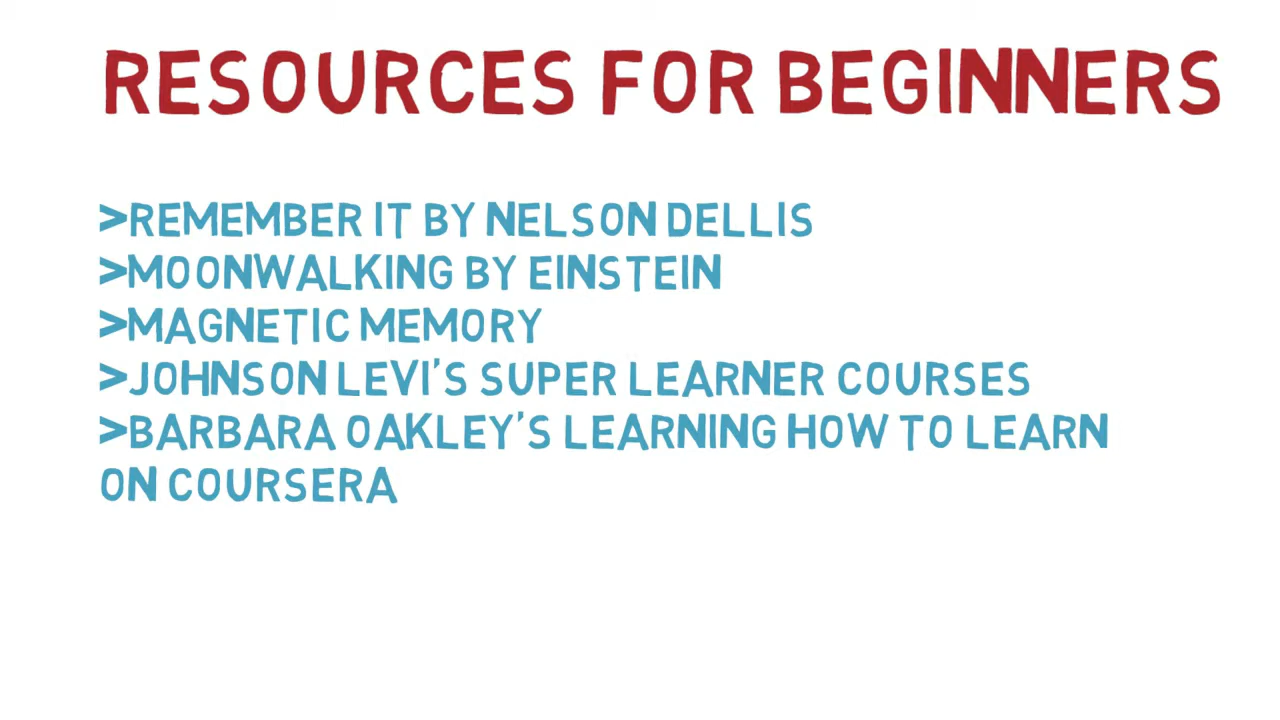 RESOURCES FOR BEGINNERS
>REMEMBER IT BY NELSON DELLIS
>MOONWALKING BY EINSTEIN
>MAGNETIC MEMORY
>JOHNSON LEVI'S SUPER LEARNER COURSES
>BARBARA OAKLEY'S LEARNING HOW TO LEARN
ON COURSERA